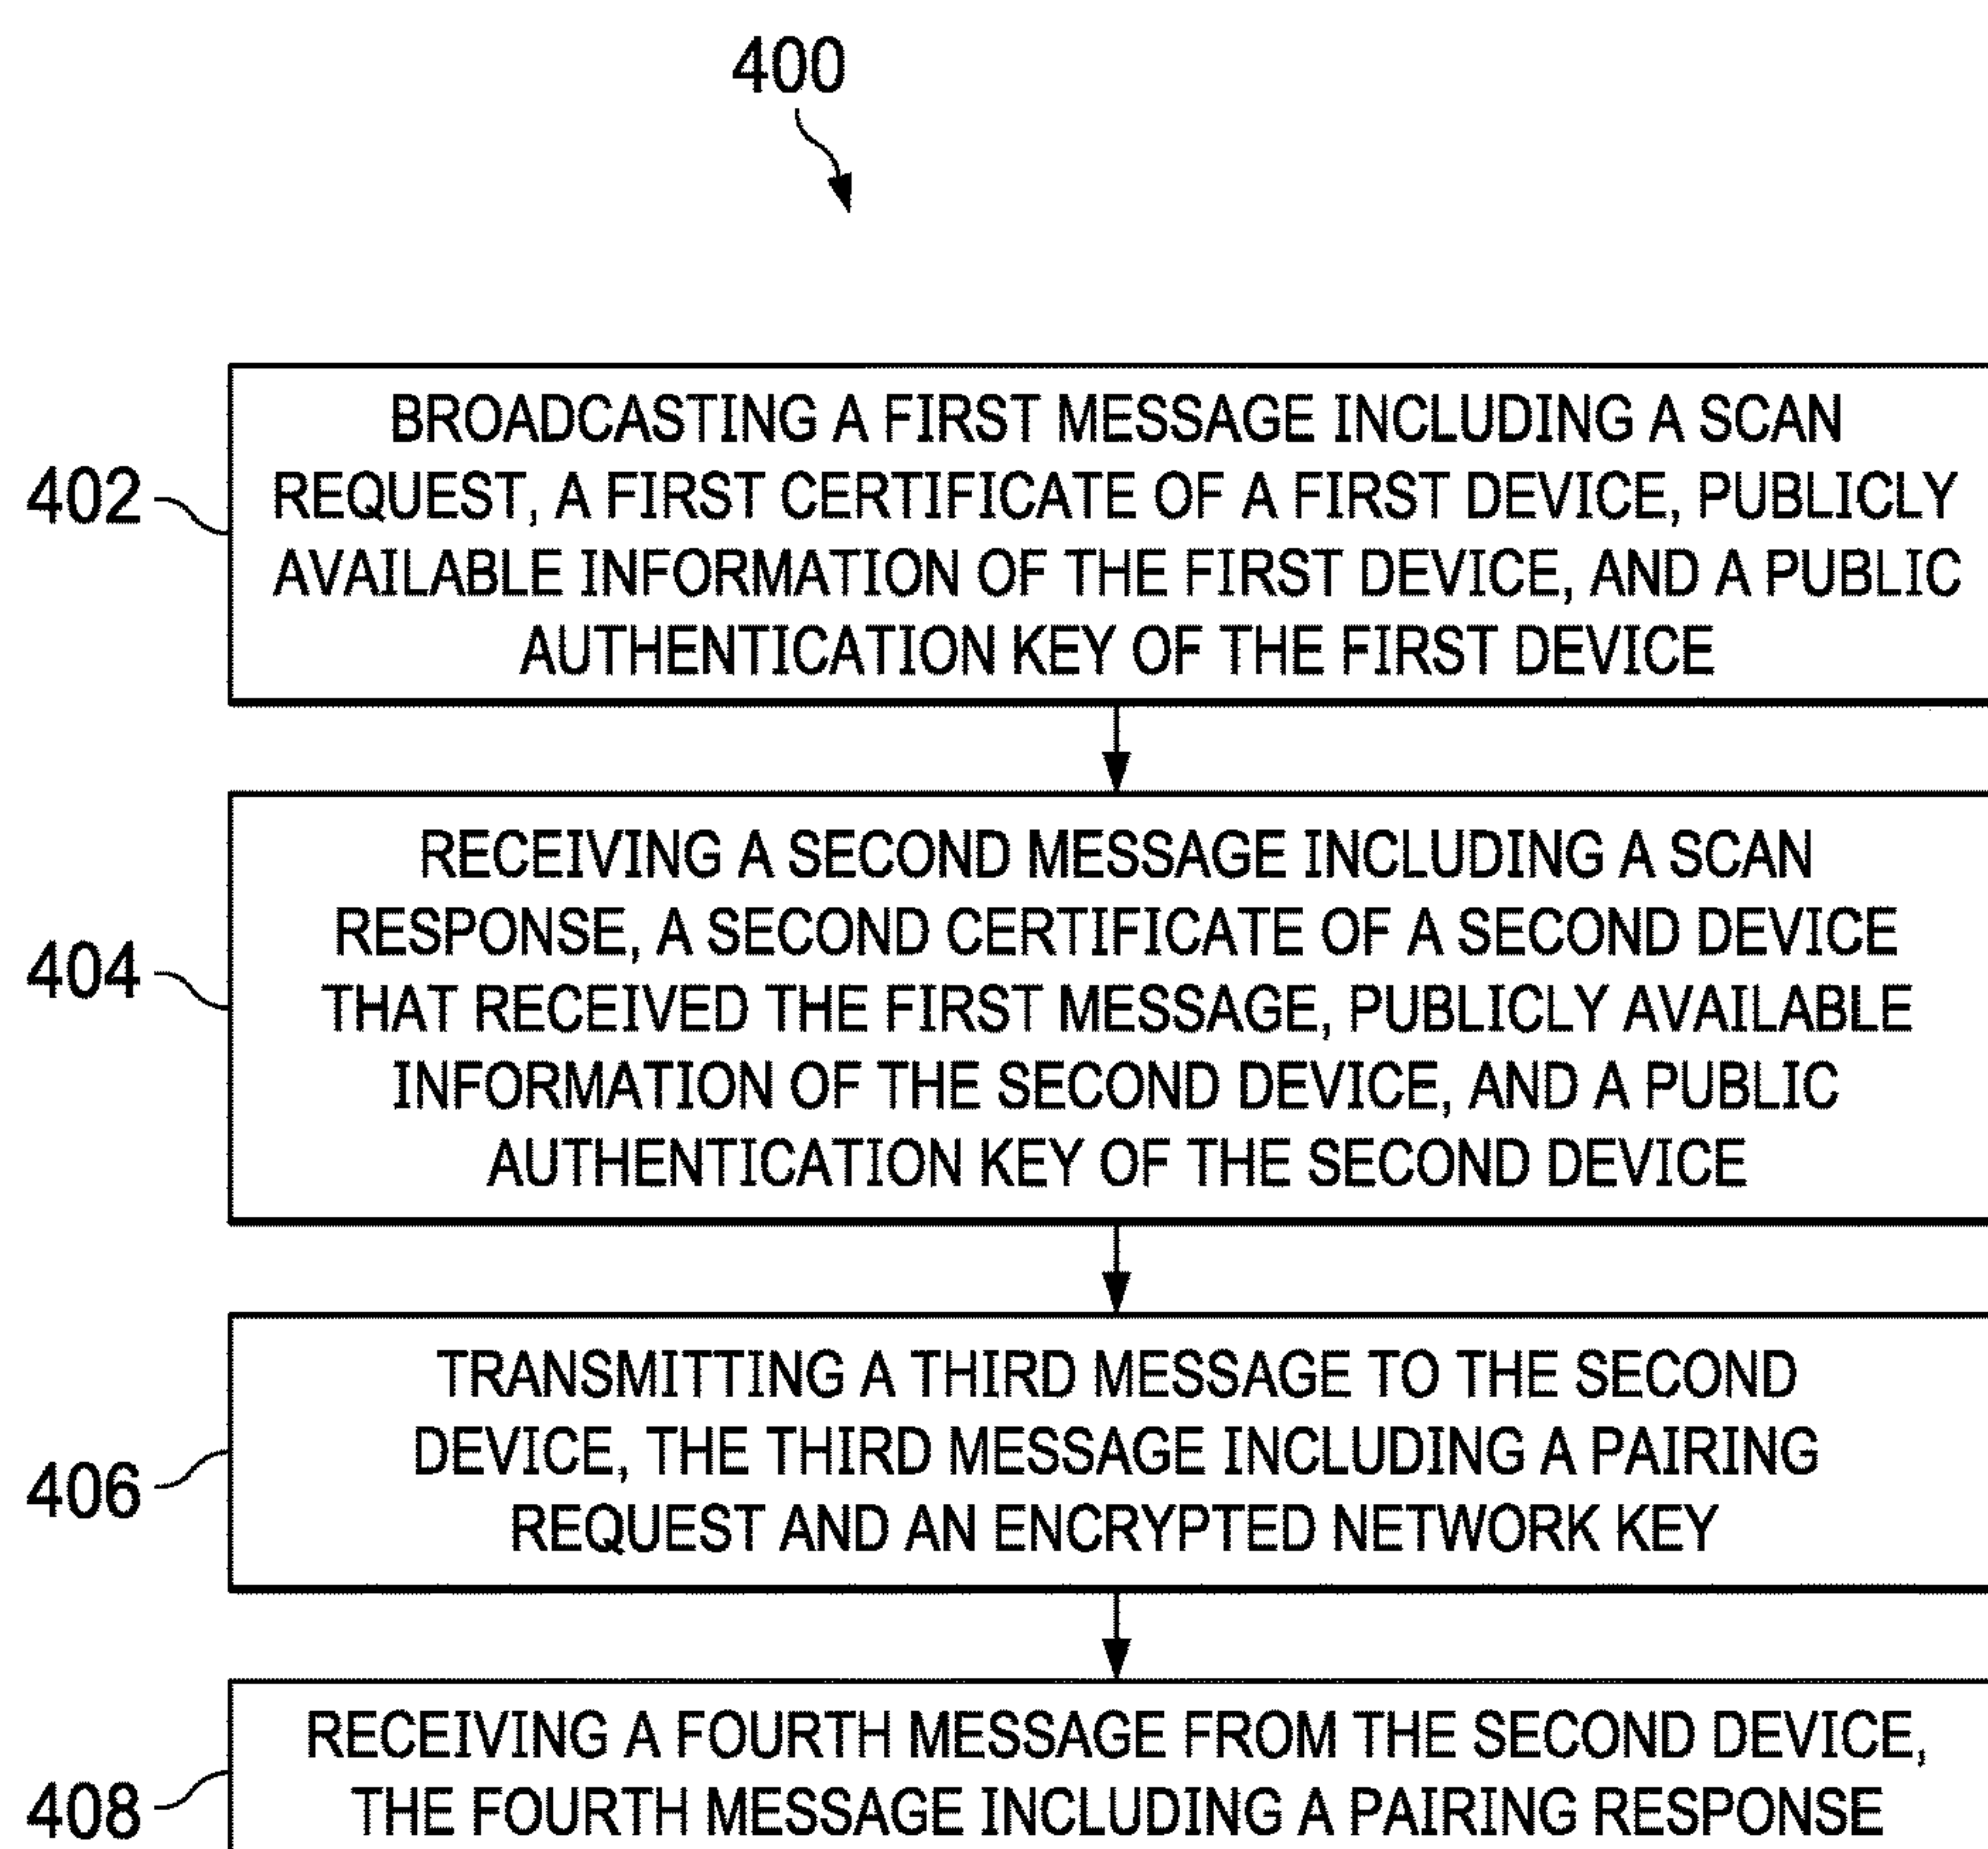 400
402
BROADCASTING A FIRST MESSAGE INCLUDING A SCAN
REQUEST, A FIRST CERTIFICATE OF A FIRST DEVICE, PUBLICLY
AVAILABLE INFORMATION OF THE FIRST DEVICE, AND A PUBLIC
AUTHENTICATION KEY OF THE FIRST DEVICE
404
RECEIVING A SECOND MESSAGE INCLUDING A SCAN
RESPONSE, A SECOND CERTIFICATE OF A SECOND DEVICE
THAT RECEIVED THE FIRST MESSAGE, PUBLICLY AVAILABLE
INFORMATION OF THE SECOND DEVICE, AND A PUBLIC
AUTHENTICATION KEY OF THE SECOND DEVICE
406
TRANSMITTING A THIRD MESSAGE TO THE SECOND
DEVICE, THE THIRD MESSAGE INCLUDING A PAIRING
REQUEST AND AN ENCRYPTED NETWORK KEY
408
RECEIVING A FOURTH MESSAGE FROM THE SECOND DEVICE,
THE FOURTH MESSAGE INCLUDING A PAIRING RESPONSE